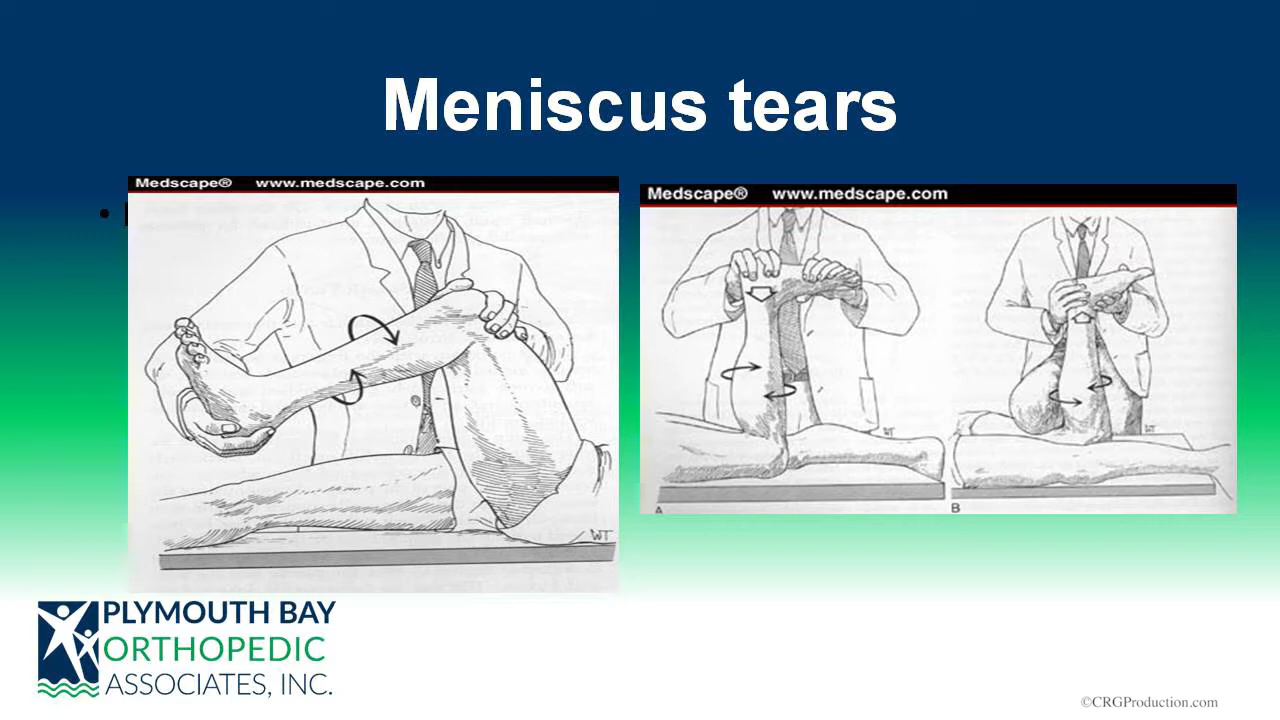 Meniscus tears
Medscape® www.medscape.com
Medscape® www.medscape.com
•
WT
WT
WT
A
B
PLYMOUTH BAY
ORTHOPEDIC
ASSOCIATES, INC.
©CRGProduction.com